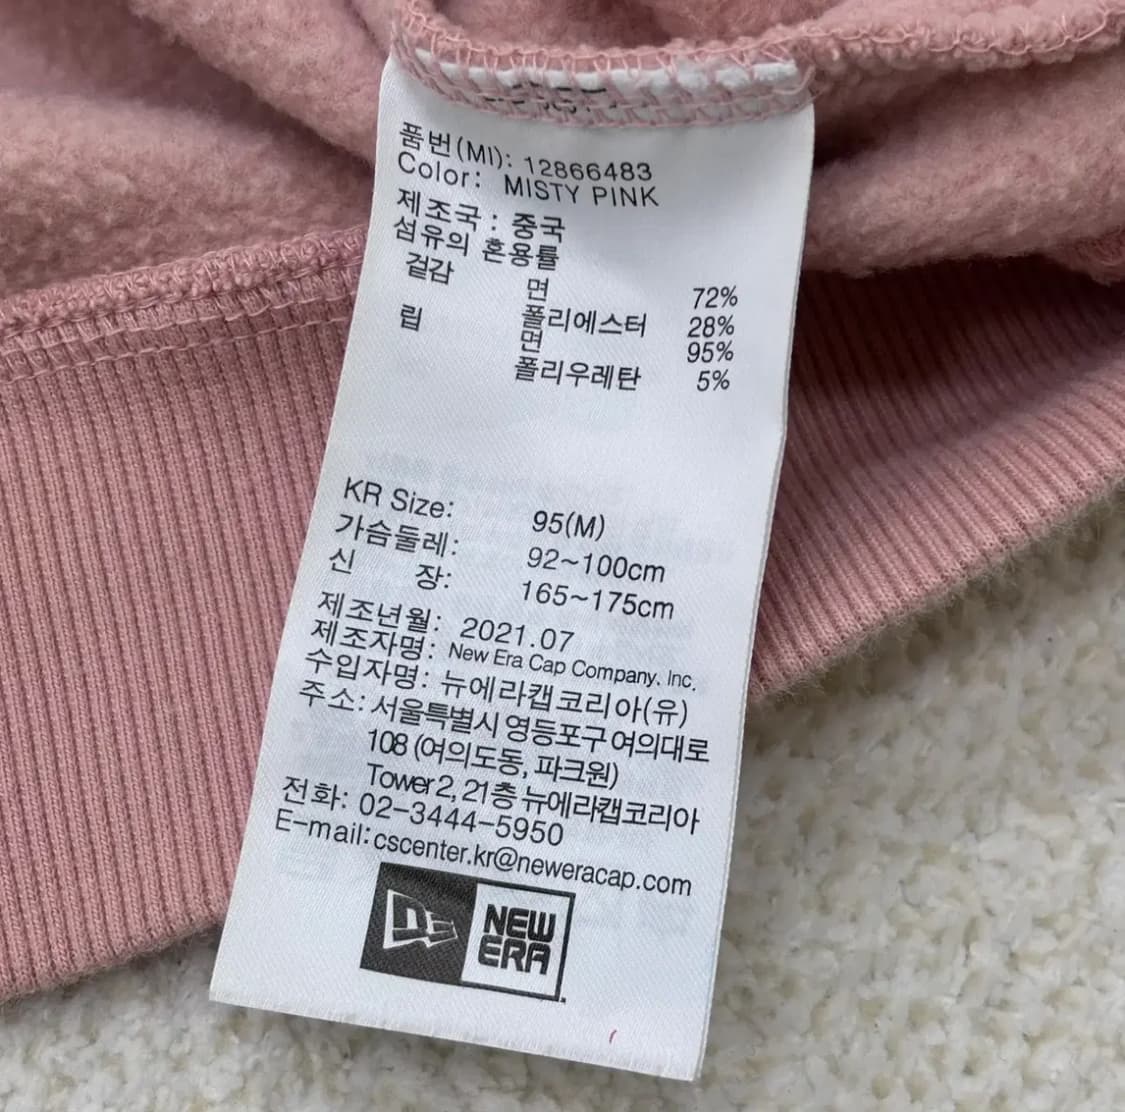 품번(MI): 12866483
Color: MISTY PINK
제조국 : 중국
섬유의 혼용률
겉감 면 72%
폴리에스터 28%
립 면 95%
폴리우레탄 5%
KR Size: 95(M)
가슴둘레: 92~100cm
신 장: 165~175cm
제조년월: 2021.07
제조자명: New Era Cap Company. Inc.
수입자명: 뉴에라캡코리아(유)
주소: 서울특별시 영등포구 여의대로
108 (여의도동, 파크원)
Tower 2, 21층 뉴에라캡코리아
전화: 02-3444-5950
E-mail: cscenter.kr@neweracap.com
NEW
ERA